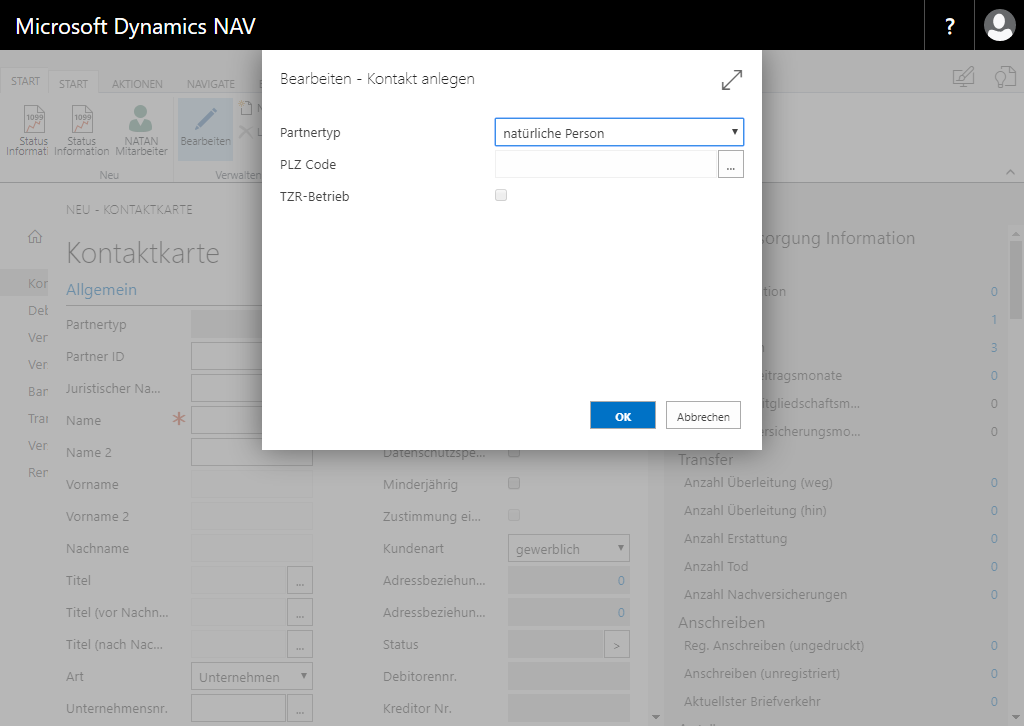 Microsoft Dynamics NAV
?
Bearbeiten - Kontakt anlegen
Partnertyp
natürliche Person
PLZ Code
...
TZR-Betrieb
OK
Abbrechen
START
START
AKTIONEN
NAVIGATE
Status
Informati
Status
Information
NATAN
Mitarbeiter
Bearbeiten
Neu
Verwalten
NEU - KONTAKTKARTE
Kontaktkarte
Allgemein
Kor
Deb
Ver
Ver
Bar
Trar
Ver
Rer
Partnertyp
Partner ID
Juristischer Na...
Name
Name 2
Vorname
Vorname 2
Nachname
Titel
...
Titel (vor Nachn...
...
Titel (nach Nac...
...
Art
Unternehmen
Unternehmensnr.
...
Datenschutzspe...
Minderjährig
Zustimmung ei...
Kundenart
gewerblich
Adressbeziehun...
0
Adressbeziehun...
0
Status
>
Debitorennr.
Kreditor Nr.
sorgung Information
tion 0
1
3
eitragsmonate 0
itgliedschaftsm... 0
ersicherungsmo... 0
Transfer
Anzahl Überleitung (weg) 0
Anzahl Überleitung (hin) 0
Anzahl Erstattung 0
Anzahl Tod 0
Anzahl Nachversicherungen 0
Anschreiben
Reg. Anschreiben (ungedruckt) 0
Anschreiben (unregistriert) 0
Aktuellster Briefverkehr 0